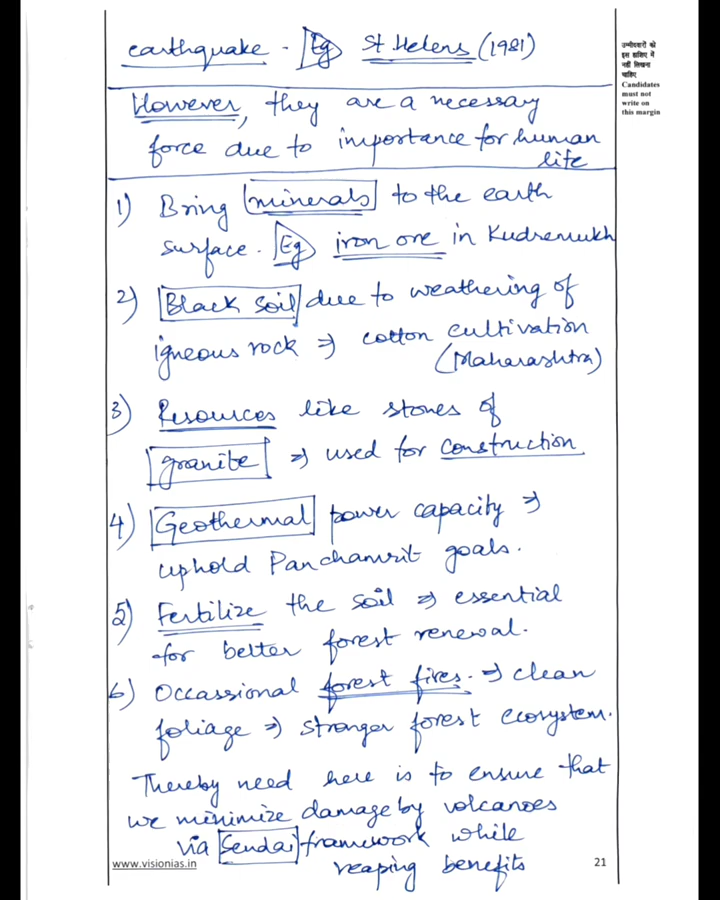 earthquake - Eg St Helens (1981)
उम्मीदवारों को
इस हाशिए में
नहीं लिखना
चाहिए
Candidates
must not
write on
this margin
However, they are a necessary
force due to importance for human
life
1) Bring minerals to the earth
surface. Eg iron ore in Kudremukh
2) Black soil due to weathering of
igneous rock ⇒ cotton cultivation
(Maharashtra)
3) Resources like stones of
granite ⇒ used for construction
4) Geothermal power capacity ⇒
uphold Panchamrit goals.
5) Fertilize the soil ⇒ essential
for better forest renewal.
6) Occassional forest fires. ⇒ clean
foliage ⇒ stronger forest ecosystem.
Thereby need here is to ensure that
we minimize damage by volcanoes
via Sendai framework while
reaping benefits
www.visionias.in
21